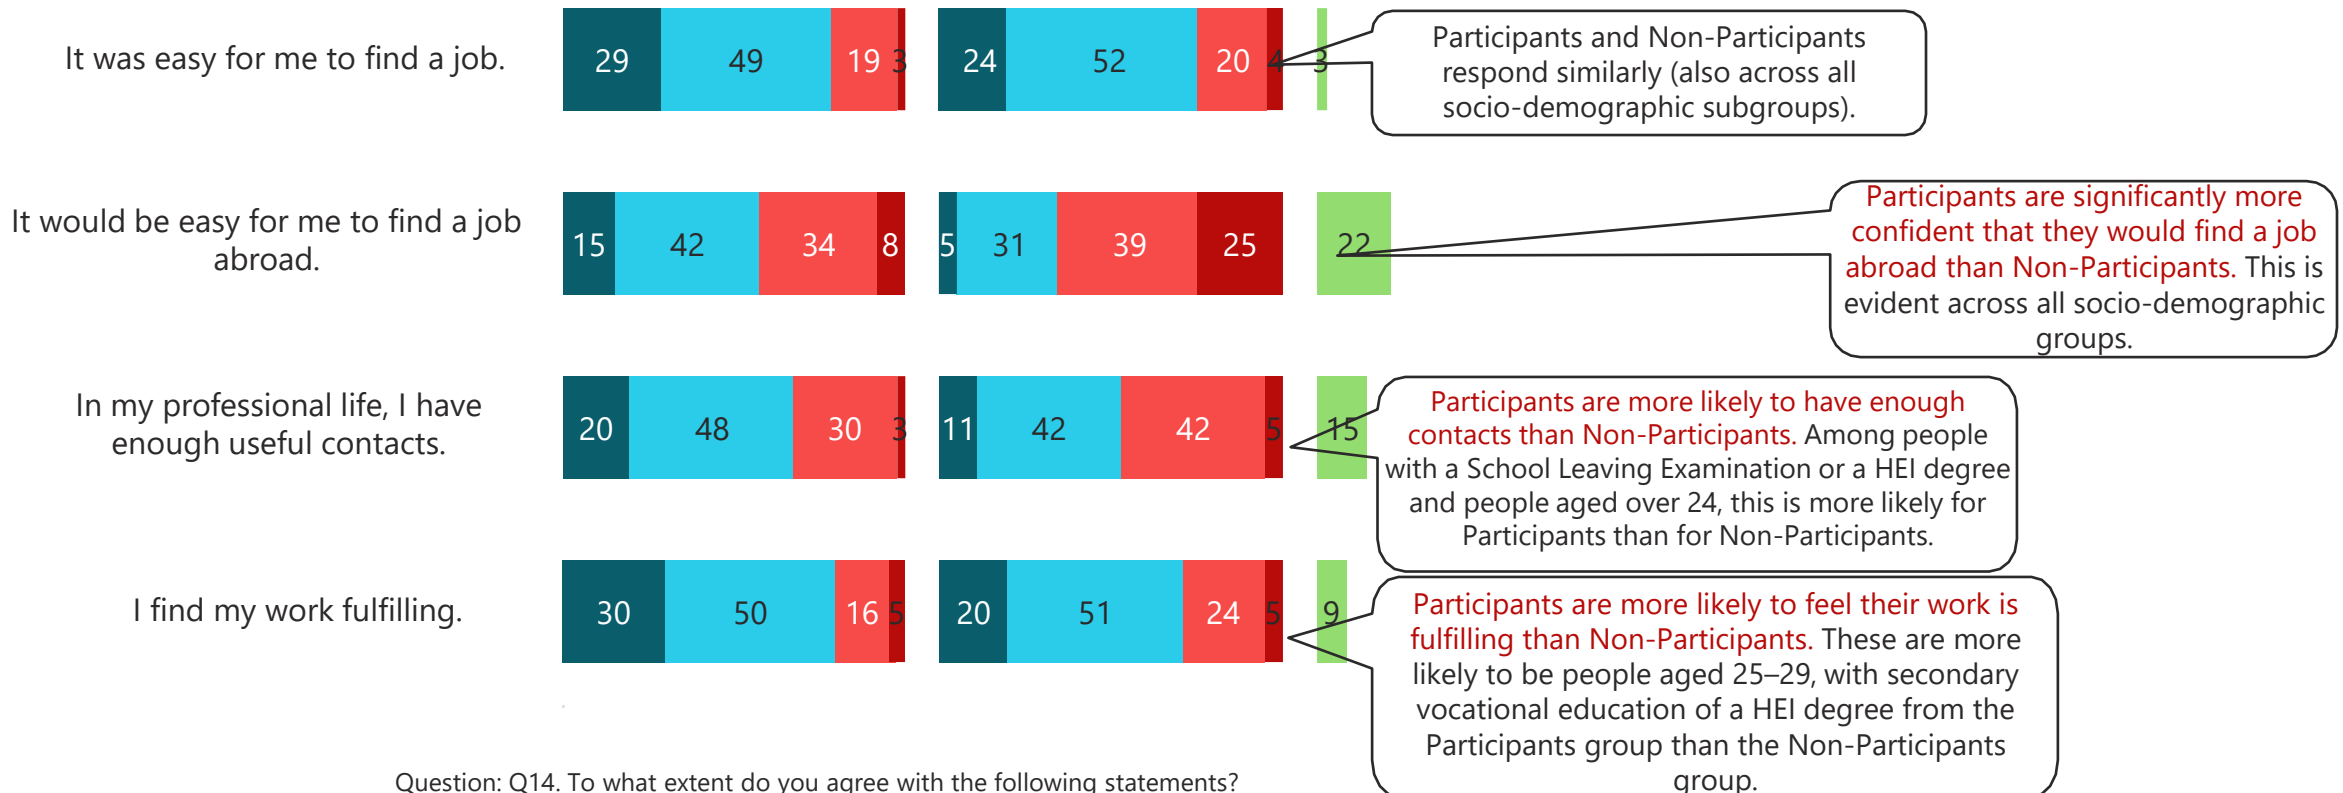 It was easy for me to find a job.
29 49 19 3 24 52 20 4 3
Participants and Non-Participants
respond similarly (also across all
socio-demographic subgroups).
It would be easy for me to find a job
abroad.
15 42 34 8 5 31 39 25 22
Participants are significantly more
confident that they would find a job
abroad than Non-Participants. This is
evident across all socio-demographic
groups.
In my professional life, I have
enough useful contacts.
20 48 30 3 11 42 42 5 15
Participants are more likely to have enough
contacts than Non-Participants. Among people
with a School Leaving Examination or a HEI degree
and people aged over 24, this is more likely for
Participants than for Non-Participants.
I find my work fulfilling.
30 50 16 5 20 51 24 5 9
Participants are more likely to feel their work is
fulfilling than Non-Participants. These are more
likely to be people aged 25–29, with secondary
vocational education of a HEI degree from the
Participants group than the Non-Participants
group.
Question: Q14. To what extent do you agree with the following statements?